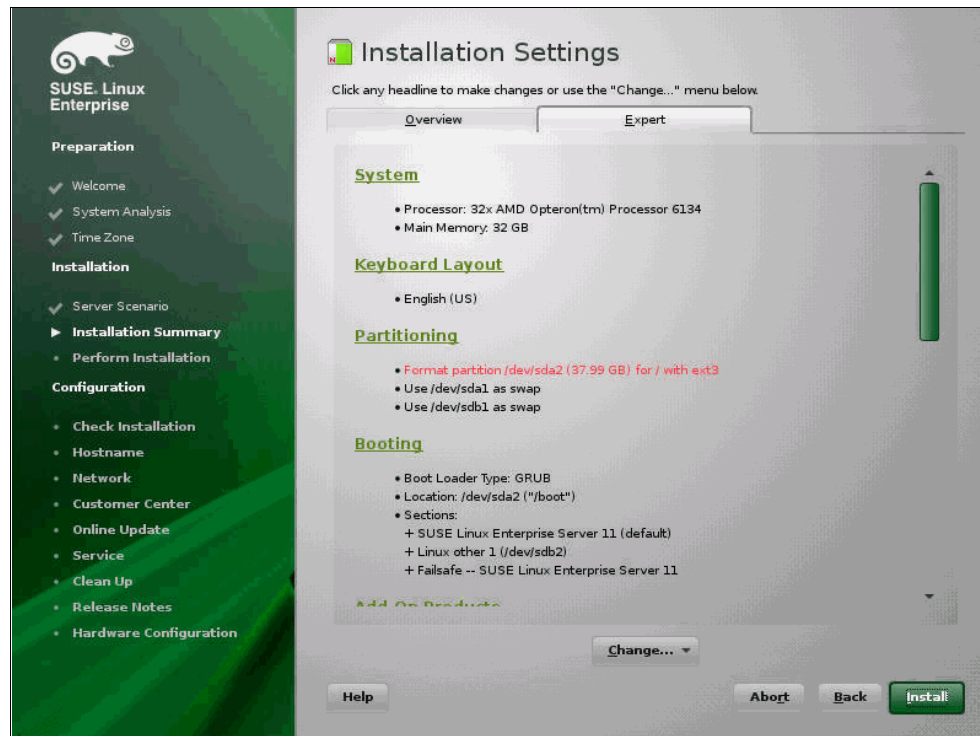 SUSE. Linux
Enterprise
Preparation
Welcome
System Analysis
Time Zone
Installation
Server Scenario
Installation Summary
Perform Installation
Configuration
Check Installation
Hostname
Network
Customer Center
Online Update
Service
Clean Up
Release Notes
Hardware Configuration
N
Installation Settings
Click any headline to make changes or use the "Change..." menu below.
Overview
Expert
System
• Processor: 32x AMD Opteron(tm) Processor 6134
• Main Memory: 32 GB
Keyboard Layout
• English (US)
Partitioning
• Format partition /dev/sda2 (37.99 GB) for / with ext3
• Use /dev/sda1 as swap
• Use /dev/sdb1 as swap
Booting
• Boot Loader Type: GRUB
• Location: /dev/sda2 ("/boot")
• Sections:
+ SUSE Linux Enterprise Server 11 (default)
+ Linux other 1 (/dev/sdb2)
+ Failsafe -- SUSE Linux Enterprise Server 11
Add-On Products
Change...
Help
Abort
Back
Install